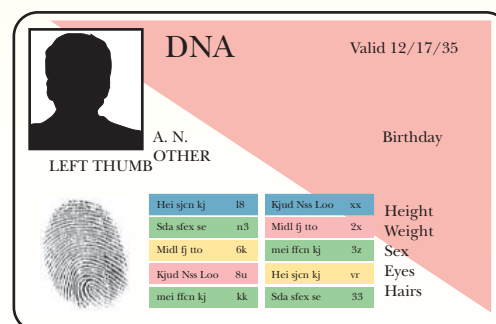 DNA
Valid 12/17/35
A. N.
OTHER
Birthday
LEFT THUMB
Hei sjcn kj l8 Kjud Nss Loo xx
Sda sfex se n3 Midl fj tto 2x
Midl fj tto 6k mei ffcn kj 3z
Kjud Nss Loo 8u Hei sjcn kj vr
mei ffcn kj kk Sda sfex se 33
Height
Weight
Sex
Eyes
Hairs